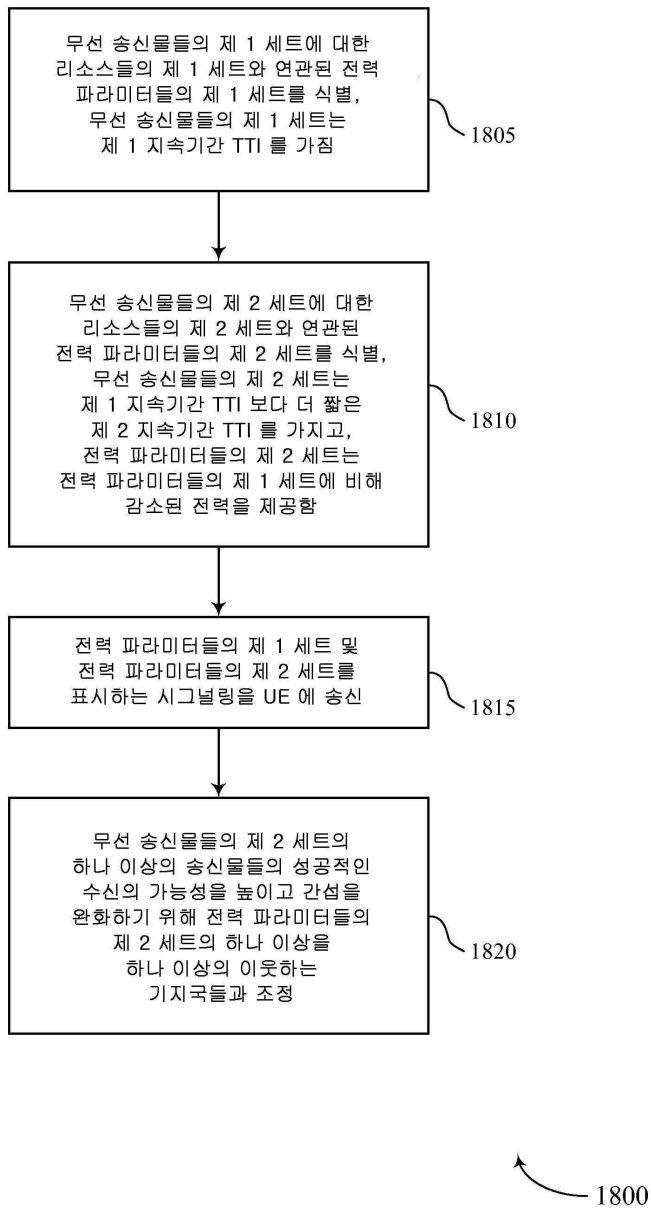 무선 송신물들의 제 1 세트에 대한
리소스들의 제 1 세트와 연관된 전력
파라미터들의 제 1 세트를 식별,
무선 송신물들의 제 1 세트는
제 1 지속기간 TTI 를 가짐
1805
무선 송신물들의 제 2 세트에 대한
리소스들의 제 2 세트와 연관된
전력 파라미터들의 제 2 세트를 식별,
무선 송신물들의 제 2 세트는
제 1 지속기간 TTI 보다 더 짧은
제 2 지속기간 TTI 를 가지고,
전력 파라미터들의 제 2 세트는
전력 파라미터들의 제 1 세트에 비해
감소된 전력을 제공함
1810
전력 파라미터들의 제 1 세트 및
전력 파라미터들의 제 2 세트를
표시하는 시그널링을 UE 에 송신
1815
무선 송신물들의 제 2 세트의
하나 이상의 송신물들의 성공적인
수신의 가능성을 높이고 간섭을
완화하기 위해 전력 파라미터들의
제 2 세트의 하나 이상을
하나 이상의 이웃하는
기지국들과 조정
1820
1800